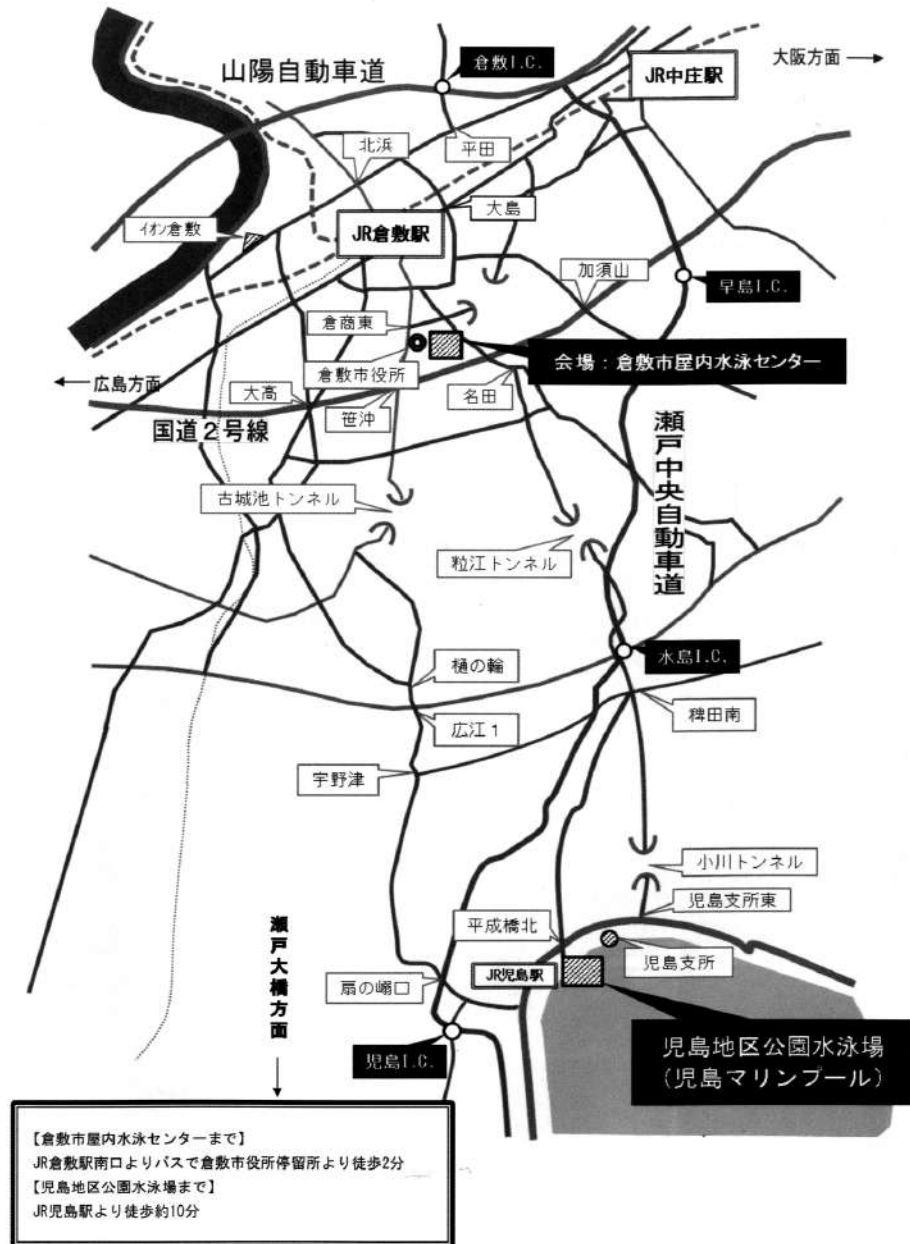 大阪方面
倉敷I.C.
JR中庄駅
山陽自動車道
北浜
平田
大島
イオン倉敷
JR倉敷駅
加須山
早島I.C.
倉商東
会場：倉敷市屋内水泳センター
倉敷市役所
広島方面
大高
名田
笹沖
国道２号線
瀬戸中央自動車道
古城池トンネル
粒江トンネル
樋の輪
水島I.C.
広江１
稗田南
宇野津
小川トンネル
児島支所東
瀬戸大橋方面
平成橋北
JR児島駅
児島支所
扇の嵶口
児島I.C.
児島地区公園水泳場
(児島マリンプール)
【倉敷市屋内水泳センターまで】
JR倉敷駅南口よりバスで倉敷市役所停留所より徒歩2分
【児島地区公園水泳場まで】
JR児島駅より徒歩約10分